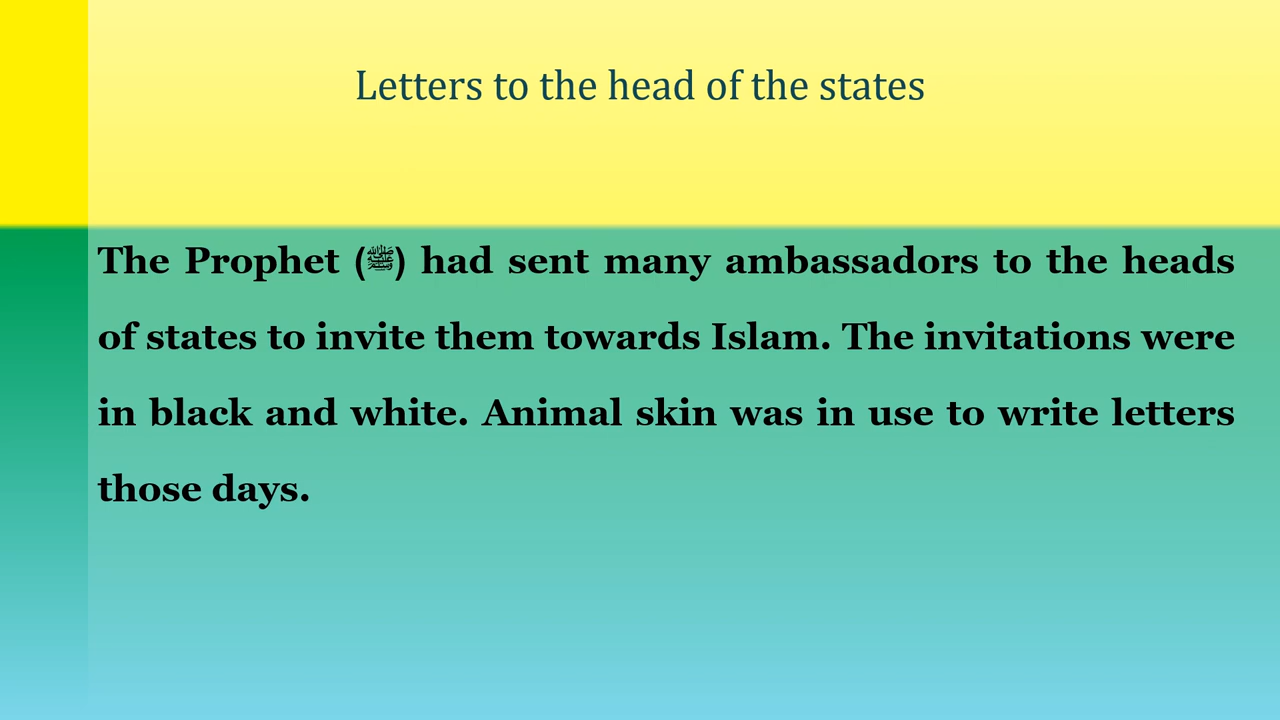 Letters to the head of the states
The Prophet (ﷺ) had sent many ambassadors to the heads
of states to invite them towards Islam. The invitations were
in black and white. Animal skin was in use to write letters
those days.